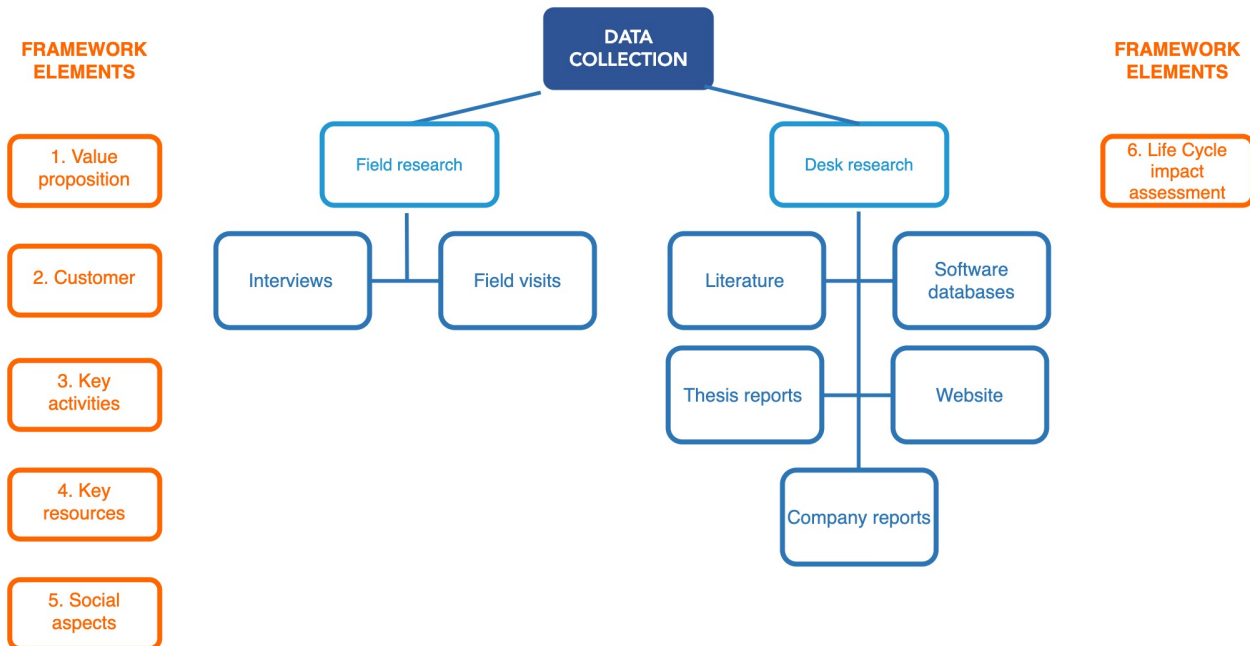 DATA
COLLECTION
FRAMEWORK
ELEMENTS
1. Value
proposition
2. Customer
3. Key
activities
4. Key
resources
5. Social
aspects
Field research
Interviews
Field visits
Desk research
Literature
Software
databases
Thesis reports
Website
Company reports
FRAMEWORK
ELEMENTS
6. Life Cycle
impact
assessment